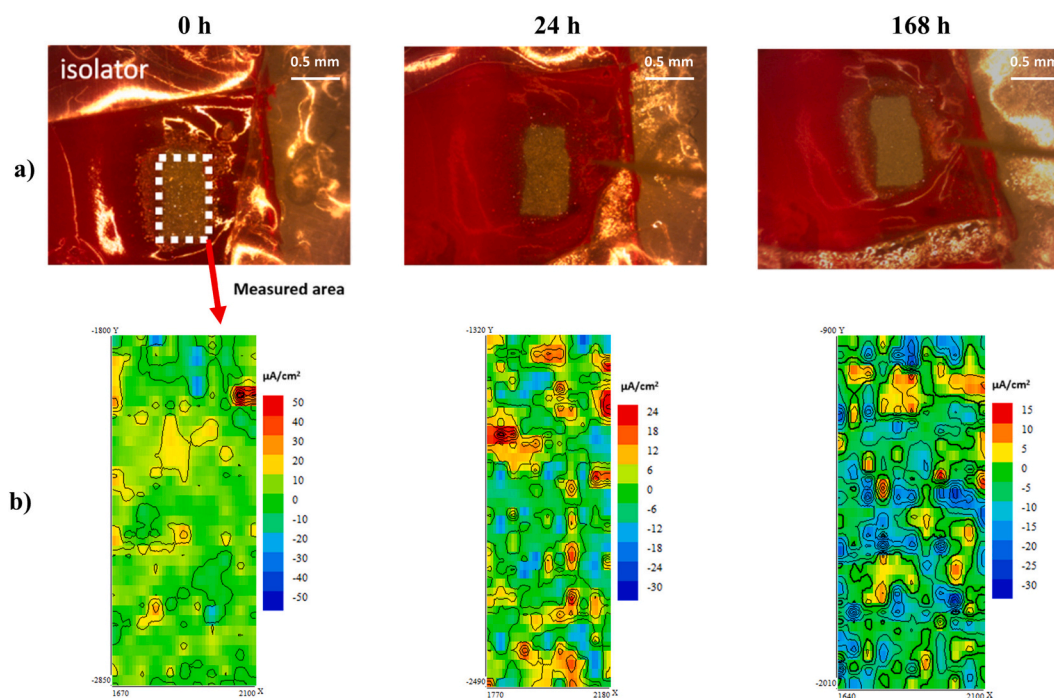 0 h
24 h
168 h
a)
isolator
0.5 mm
0.5 mm
0.5 mm
Measured area
b)
-1800 Y
µA/cm²
50
40
30
20
10
0
-10
-20
-30
-40
-50
-2850
1670
2100 X
-1320 Y
µA/cm²
24
18
12
6
0
-6
-12
-18
-24
-30
-2490
1770
2180 X
-900 Y
µA/cm²
15
10
5
0
-5
-10
-15
-20
-25
-30
-2010
1640
2100 X